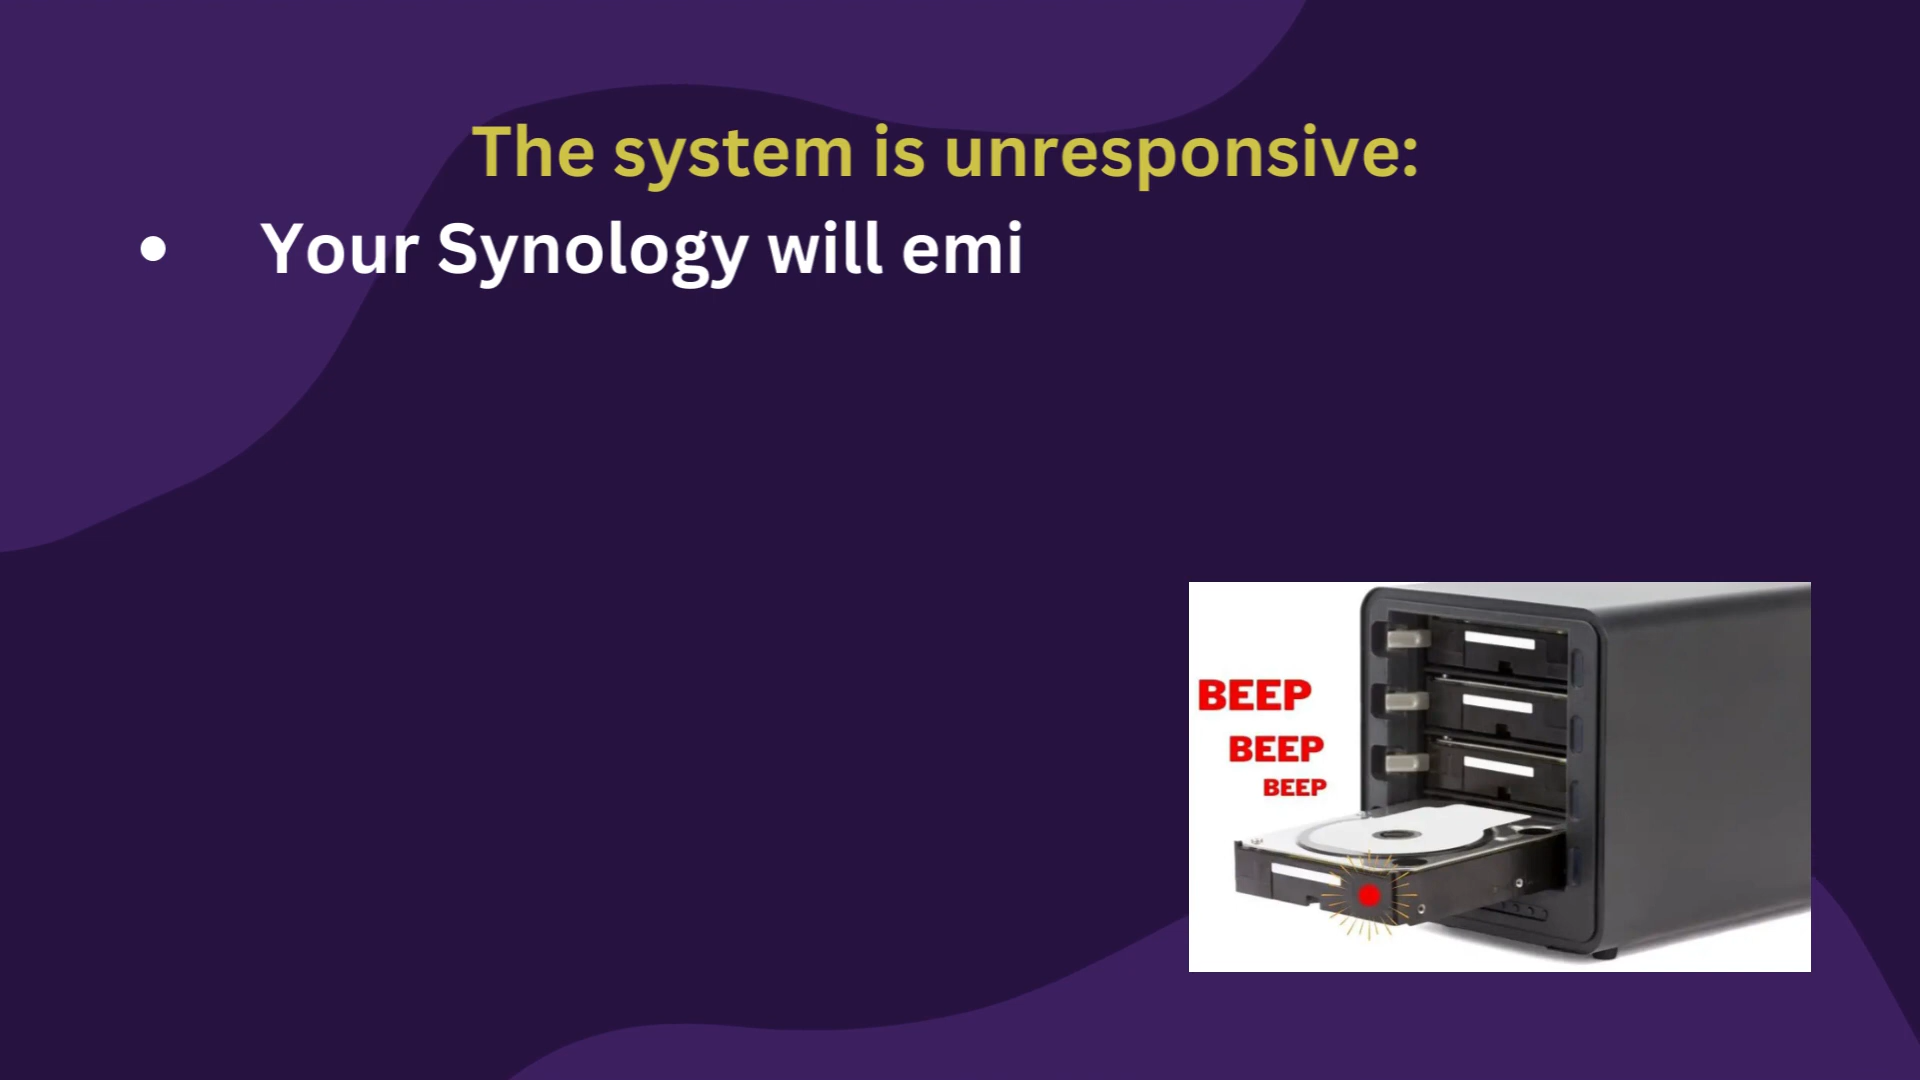 The system is unresponsive:
• Your Synology will emi
BEEP
BEEP
BEEP